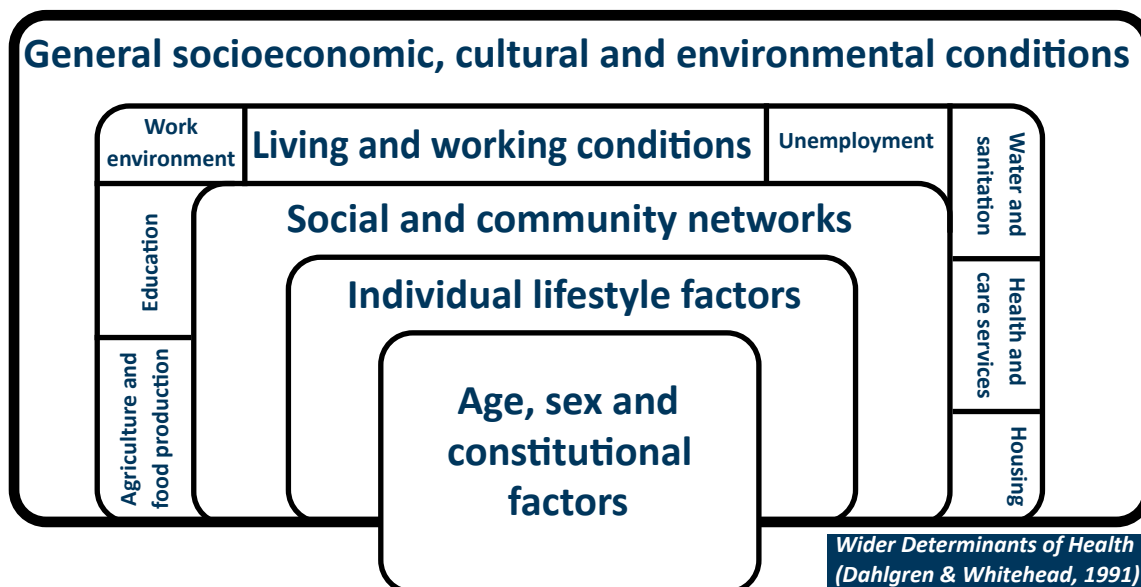 General socioeconomic, cultural and environmental conditions
Work
environment
Living and working conditions
Unemployment
Water and
sanitation
Education
Social and community networks
Individual lifestyle factors
Health and
care services
Agriculture and
food production
Age, sex and
constitutional
factors
Housing
Wider Determinants of Health
(Dahlgren & Whitehead, 1991)